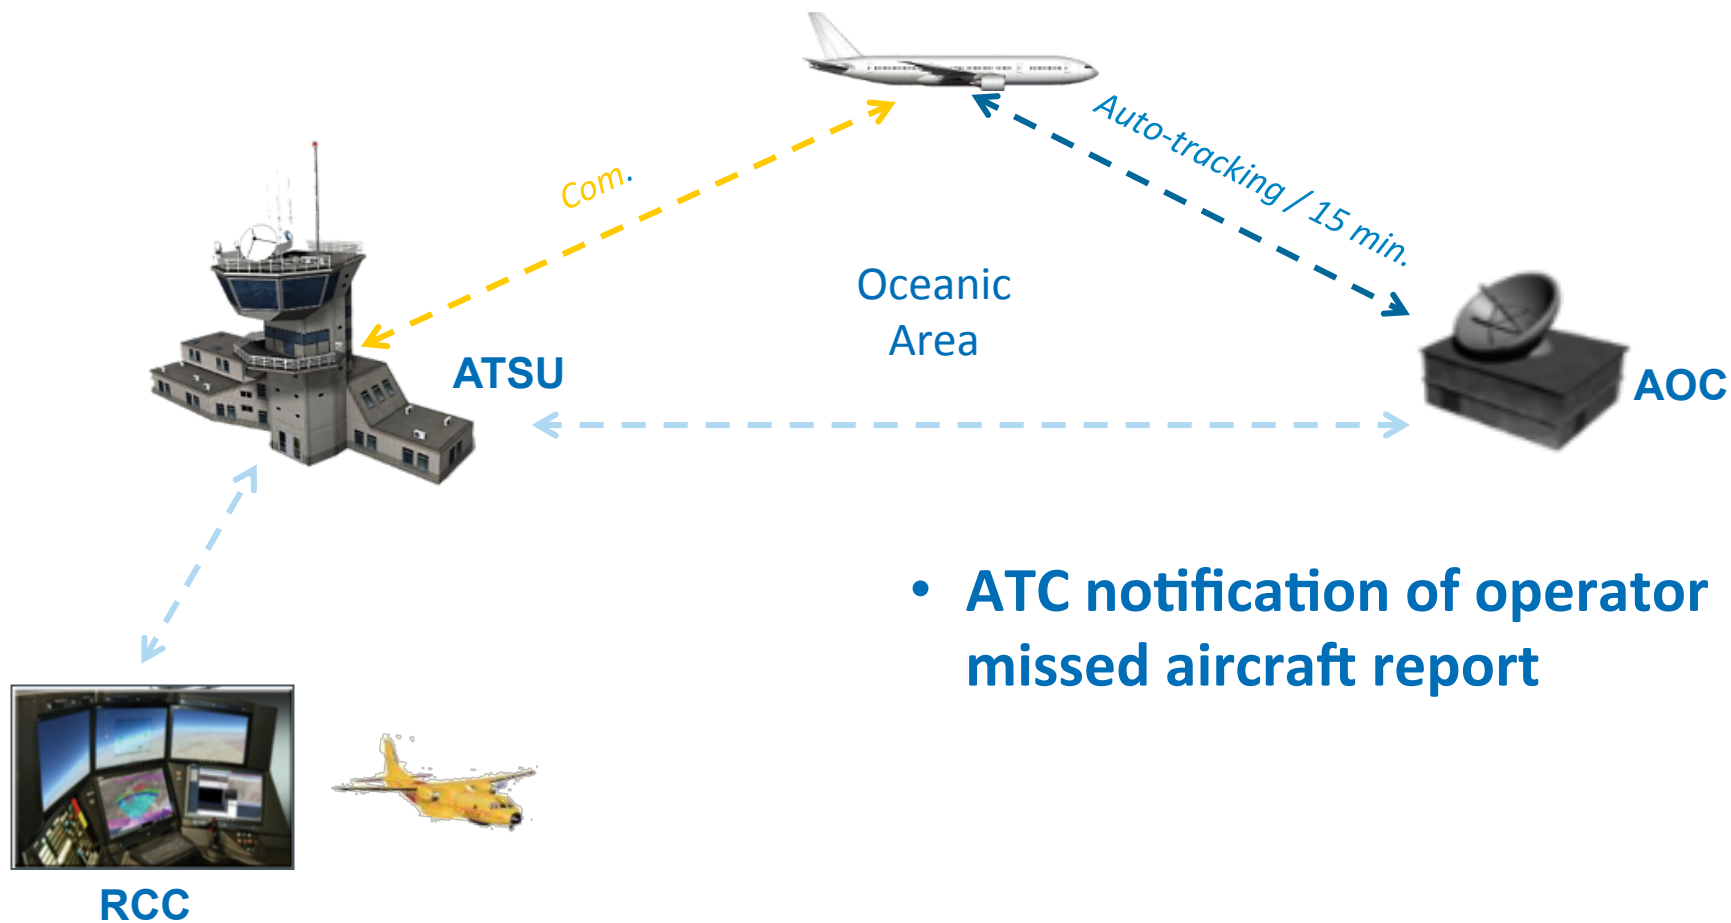 Auto-tracking / 15 min.
Com.
Oceanic
Area
ATSU
AOC
• ATC notification of operator
missed aircraft report
RCC